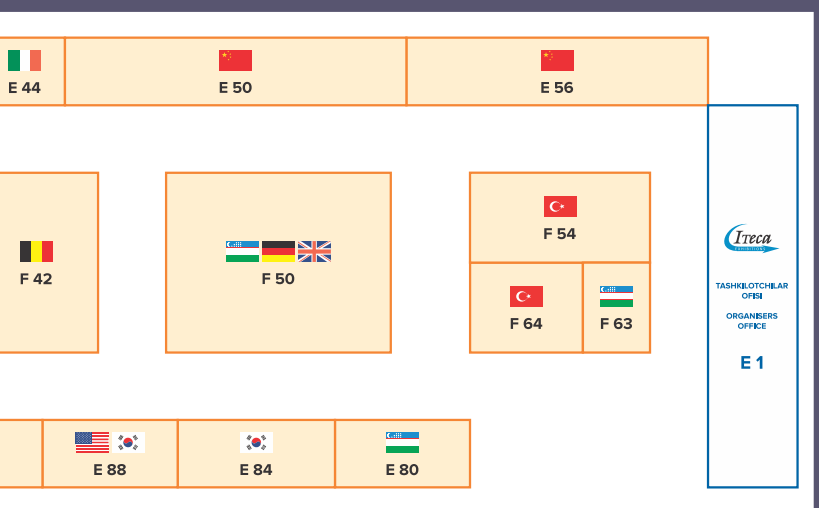 E 44
E 50
E 56
F 42
F 50
F 54
F 64
F 63
ITECA
TASHKILOTCHILAR
OFISI
ORGANISERS
OFFICE
E 1
E 88
E 84
E 80